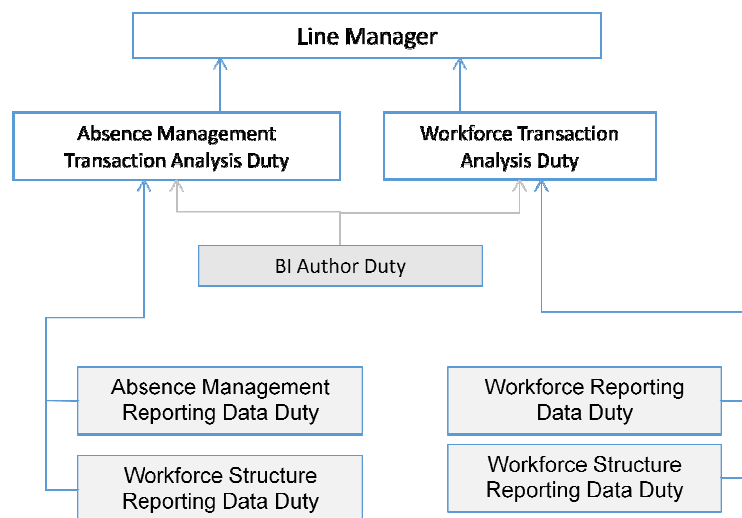 Line Manager
Absence Management
Transaction Analysis Duty
Workforce Transaction
Analysis Duty
BI Author Duty
Absence Management
Reporting Data Duty
Workforce Reporting
Data Duty
Workforce Structure
Reporting Data Duty
Workforce Structure
Reporting Data Duty